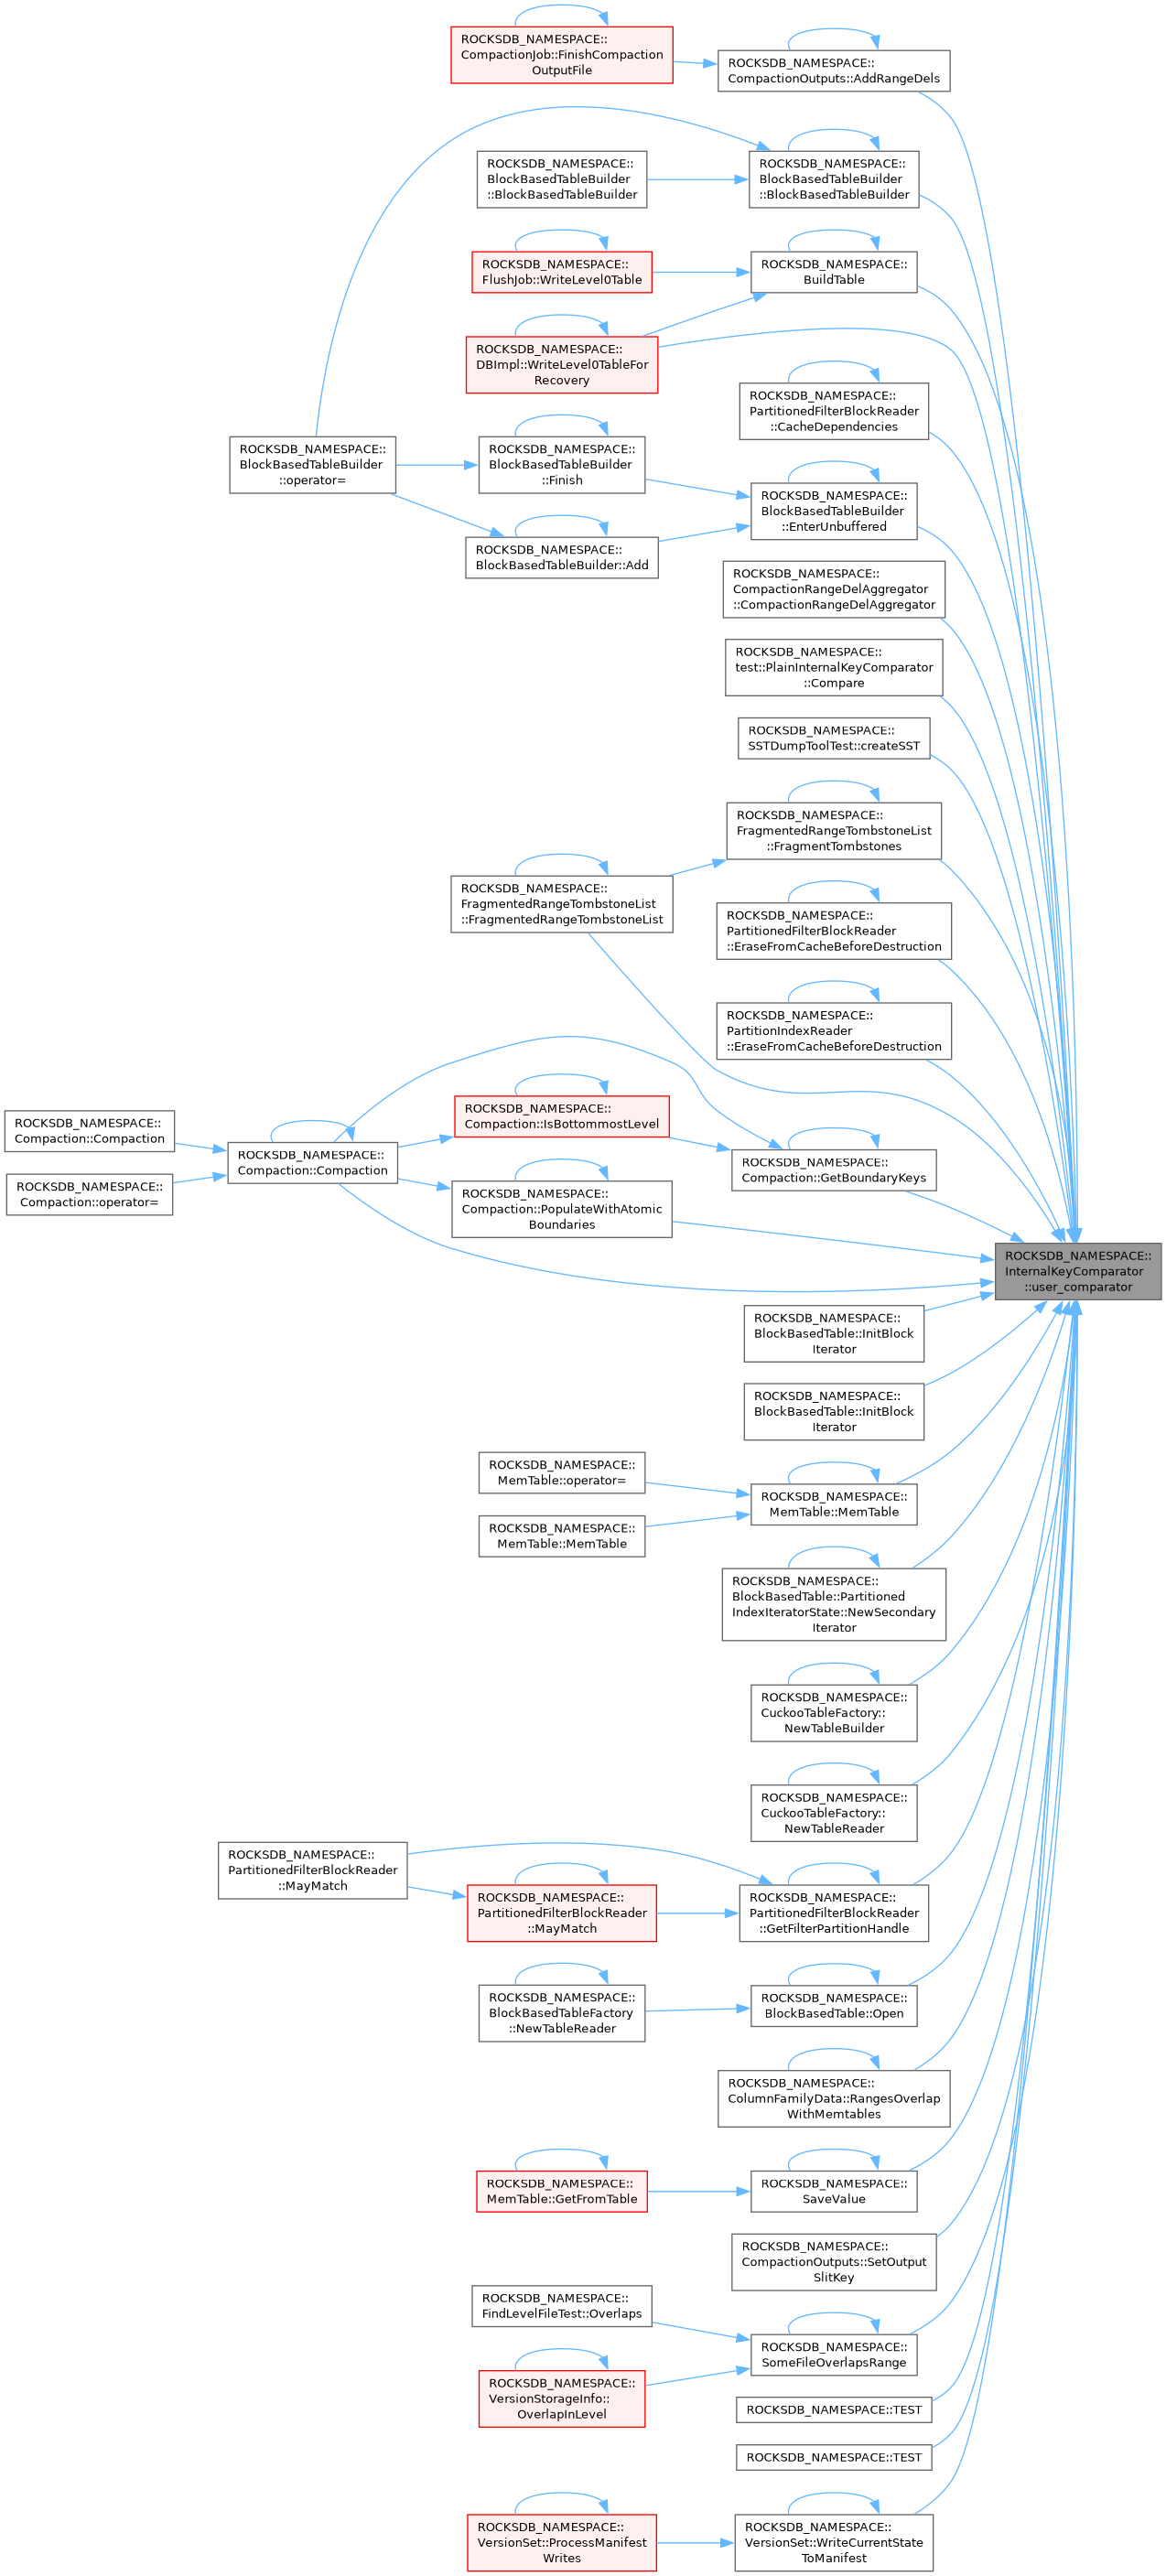 ROCKSDB_NAMESPACE::
CompactionJob::FinishCompaction
OutputFile
ROCKSDB_NAMESPACE::
CompactionOutputs::AddRangeDels
ROCKSDB_NAMESPACE::
BlockBasedTableBuilder
::BlockBasedTableBuilder
ROCKSDB_NAMESPACE::
BlockBasedTableBuilder
::BlockBasedTableBuilder
ROCKSDB_NAMESPACE::
FlushJob::WriteLevel0Table
ROCKSDB_NAMESPACE::
BuildTable
ROCKSDB_NAMESPACE::
DBImpl::WriteLevel0TableFor
Recovery
ROCKSDB_NAMESPACE::
PartitionedFilterBlockReader
::CacheDependencies
ROCKSDB_NAMESPACE::
BlockBasedTableBuilder
::operator=
ROCKSDB_NAMESPACE::
BlockBasedTableBuilder
::Finish
ROCKSDB_NAMESPACE::
BlockBasedTableBuilder
::EnterUnbuffered
ROCKSDB_NAMESPACE::
BlockBasedTableBuilder::Add
ROCKSDB_NAMESPACE::
CompactionRangeDelAggregator
::CompactionRangeDelAggregator
ROCKSDB_NAMESPACE::
test::PlainInternalKeyComparator
::Compare
ROCKSDB_NAMESPACE::
SSTDumpToolTest::createSST
ROCKSDB_NAMESPACE::
FragmentedRangeTombstoneList
::FragmentTombstones
ROCKSDB_NAMESPACE::
FragmentedRangeTombstoneList
::FragmentedRangeTombstoneList
ROCKSDB_NAMESPACE::
PartitionedFilterBlockReader
::EraseFromCacheBeforeDestruction
ROCKSDB_NAMESPACE::
PartitionIndexReader
::EraseFromCacheBeforeDestruction
ROCKSDB_NAMESPACE::
Compaction::Compaction
ROCKSDB_NAMESPACE::
Compaction::operator=
ROCKSDB_NAMESPACE::
Compaction::Compaction
ROCKSDB_NAMESPACE::
Compaction::IsBottommostLevel
ROCKSDB_NAMESPACE::
Compaction::GetBoundaryKeys
ROCKSDB_NAMESPACE::
Compaction::PopulateWithAtomic
Boundaries
ROCKSDB_NAMESPACE::
InternalKeyComparator
::user_comparator
ROCKSDB_NAMESPACE::
BlockBasedTable::InitBlock
Iterator
ROCKSDB_NAMESPACE::
BlockBasedTable::InitBlock
Iterator
ROCKSDB_NAMESPACE::
MemTable::operator=
ROCKSDB_NAMESPACE::
MemTable::MemTable
ROCKSDB_NAMESPACE::
MemTable::MemTable
ROCKSDB_NAMESPACE::
BlockBasedTable::Partitioned
IndexIteratorState::NewSecondary
Iterator
ROCKSDB_NAMESPACE::
CuckooTableFactory::
NewTableBuilder
ROCKSDB_NAMESPACE::
CuckooTableFactory::
NewTableReader
ROCKSDB_NAMESPACE::
PartitionedFilterBlockReader
::MayMatch
ROCKSDB_NAMESPACE::
PartitionedFilterBlockReader
::MayMatch
ROCKSDB_NAMESPACE::
PartitionedFilterBlockReader
::GetFilterPartitionHandle
ROCKSDB_NAMESPACE::
BlockBasedTableFactory
::NewTableReader
ROCKSDB_NAMESPACE::
BlockBasedTable::Open
ROCKSDB_NAMESPACE::
ColumnFamilyData::RangesOverlap
WithMemtables
ROCKSDB_NAMESPACE::
MemTable::GetFromTable
ROCKSDB_NAMESPACE::
SaveValue
ROCKSDB_NAMESPACE::
CompactionOutputs::SetOutput
SlitKey
ROCKSDB_NAMESPACE::
FindLevelFileTest::Overlaps
ROCKSDB_NAMESPACE::
SomeFileOverlapsRange
ROCKSDB_NAMESPACE::
VersionStorageInfo::
OverlapInLevel
ROCKSDB_NAMESPACE::TEST
ROCKSDB_NAMESPACE::TEST
ROCKSDB_NAMESPACE::
VersionSet::ProcessManifest
Writes
ROCKSDB_NAMESPACE::
VersionSet::WriteCurrentState
ToManifest